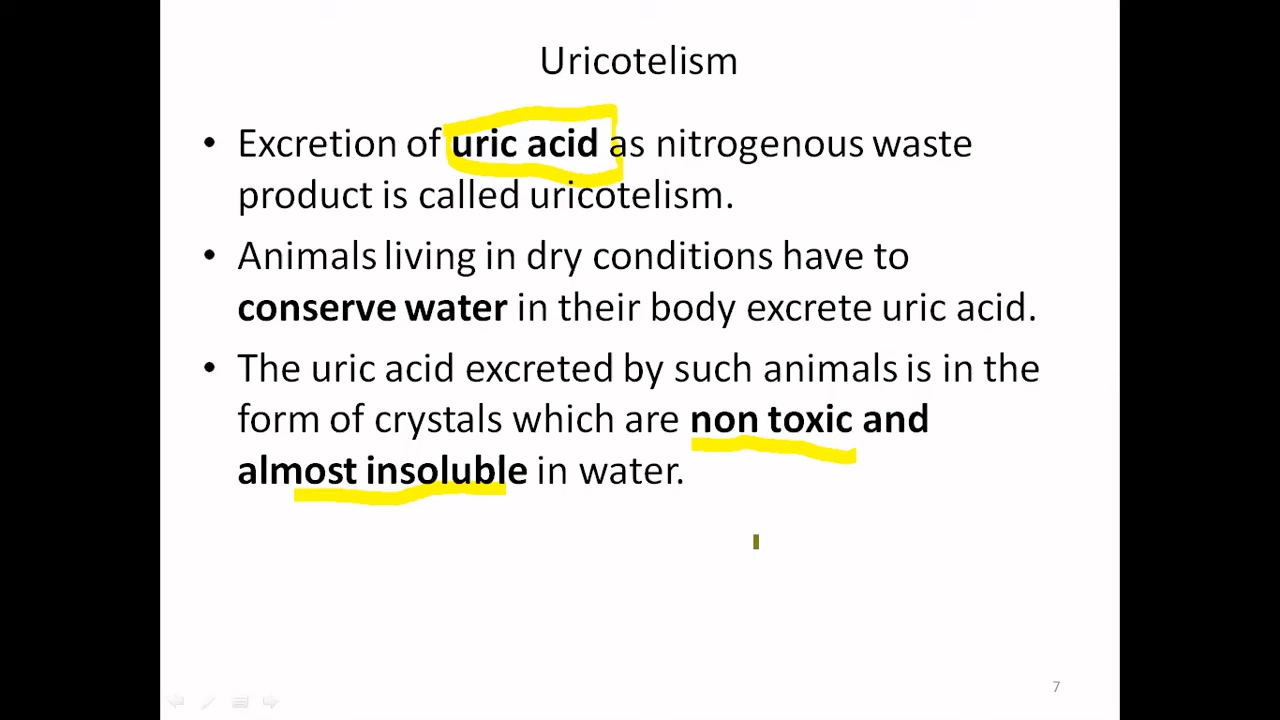 Uricotelism
• Excretion of uric acid as nitrogenous waste
product is called uricotelism.
• Animals living in dry conditions have to
conserve water in their body excrete uric acid.
• The uric acid excreted by such animals is in the
form of crystals which are non toxic and
almost insoluble in water.
7